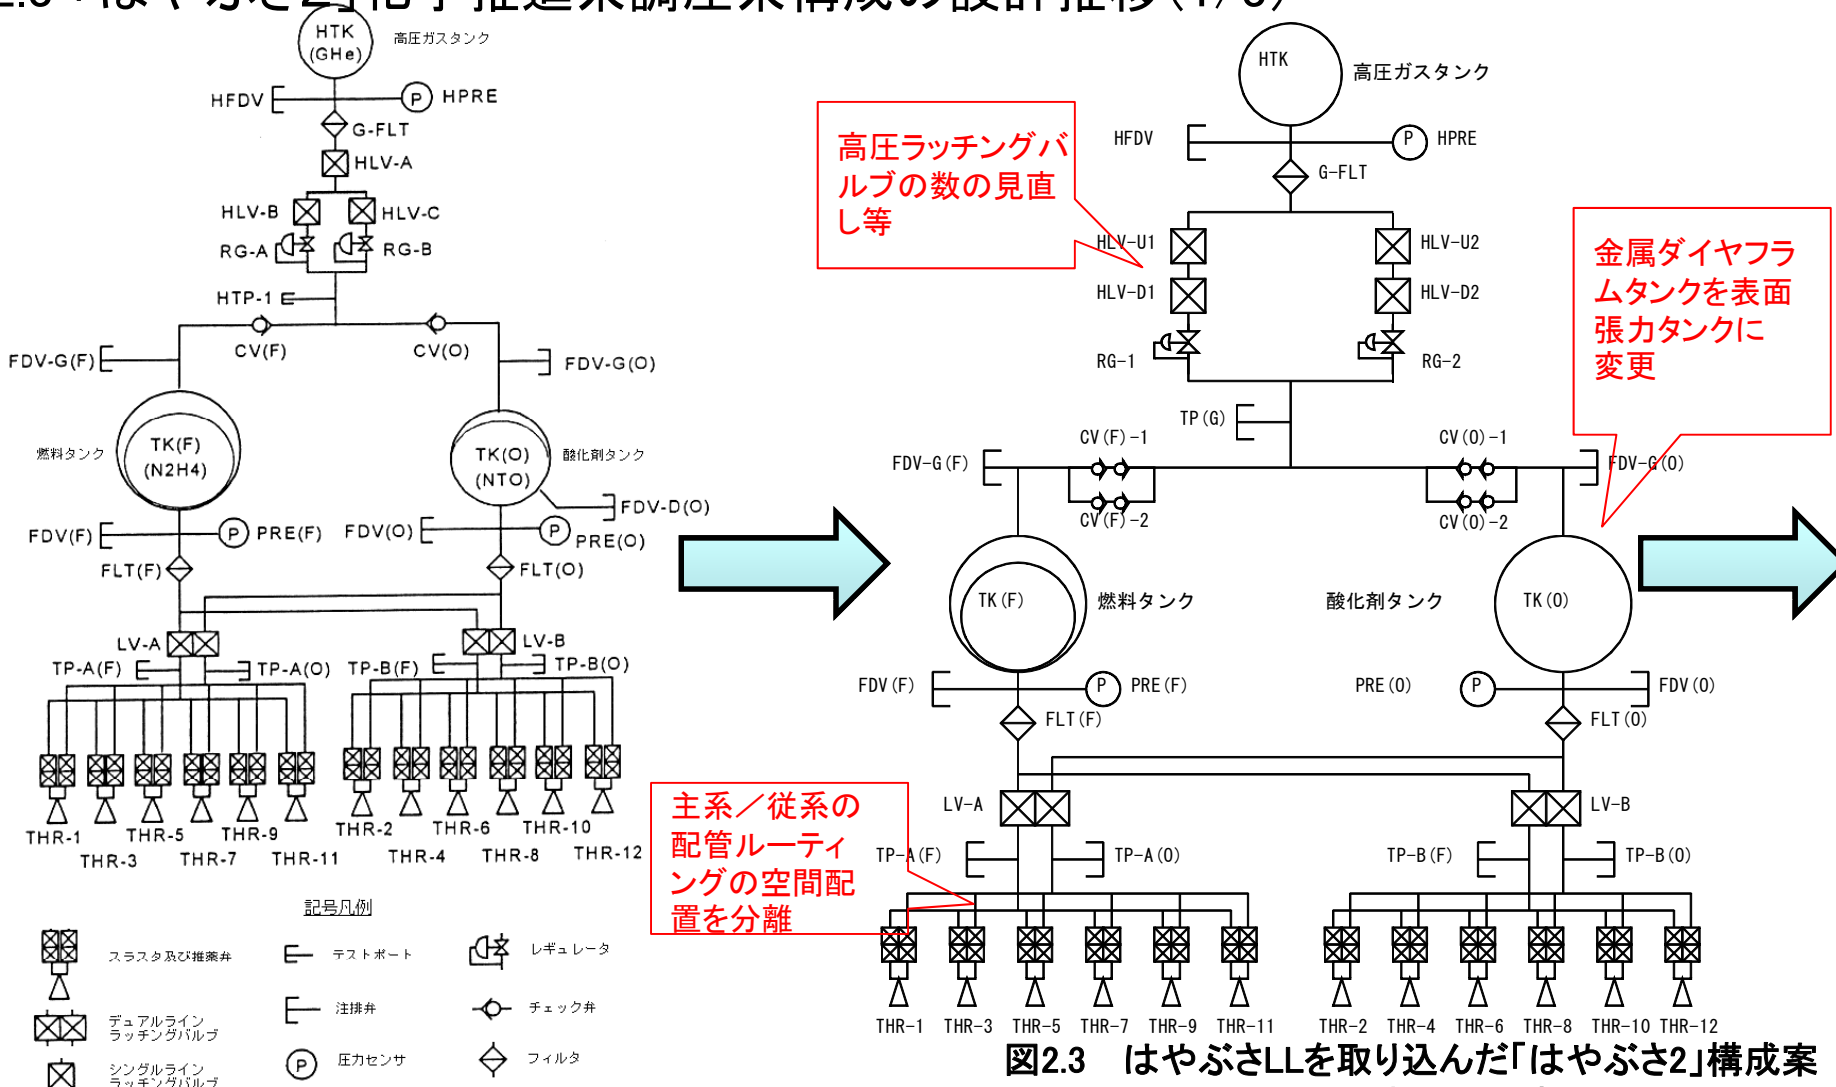 HTK
(GHe)
高圧ガスタンク
HFDV
P
HPRE
G-FLT
HLV-A
HLV-B
HLV-C
RG-A
RG-B
HTP-1
CV(F)
CV(O)
FDV-G(F)
FDV-G(O)
燃料タンク
TK(F)
(N2H4)
TK(O)
(NTO)
酸化剤タンク
FDV-D(O)
FDV(F)
P
PRE(F)
FDV(O)
P
PRE(O)
FLT(F)
FLT(O)
LV-A
LV-B
TP-A(F)
TP-A(O)
TP-B(F)
TP-B(O)
THR-1
THR-3
THR-5
THR-7
THR-9
THR-11
THR-2
THR-4
THR-6
THR-8
THR-10
THR-12
記号凡例
スラスタ及び推薬弁
テストポート
レギュレータ
デュアルライン
ラッチングバルブ
注排弁
チェック弁
シングルライン
ラッチングバルブ
P
圧力センサ
フィルタ
HTK
高圧ガスタンク
HFDV
P
HPRE
G-FLT
高圧ラッチングバ
ルブの数の見直
し等
HLV-U1
HLV-U2
HLV-D1
HLV-D2
RG-1
RG-2
金属ダイヤフラ
ムタンクを表面
張力タンクに
変更
TP(G)
CV(F)-1
CV(O)-1
FDV-G(F)
FDV-G(O)
CV(F)-2
CV(O)-2
TK(F)
燃料タンク
酸化剤タンク
TK(O)
FDV(F)
P
PRE(F)
PRE(O)
P
FDV(O)
FLT(F)
FLT(O)
主系／従系の
配管ルーティ
ングの空間配
置を分離
LV-A
LV-B
TP-A(F)
TP-A(O)
TP-B(F)
TP-B(O)
THR-1 THR-3 THR-5 THR-7 THR-9 THR-11
THR-2 THR-4 THR-6 THR-8 THR-10 THR-12
図2.3 はやぶさLLを取り込んだ「はやぶさ2」構成案